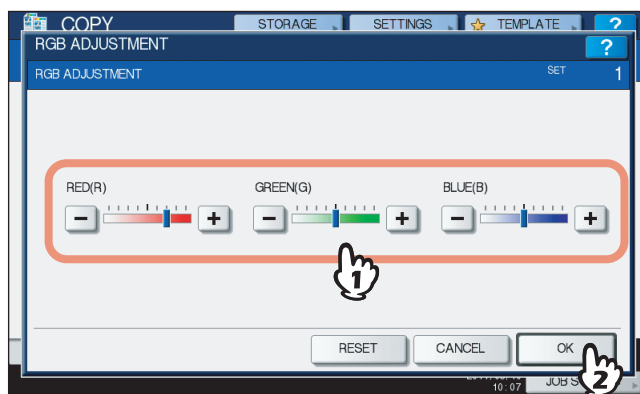 COPY STORAGE SETTINGS TEMPLATE ?
RGB ADJUSTMENT ?
RGB ADJUSTMENT SET 1
RED(R) GREEN(G) BLUE(B)
- + - + - +
1
RESET CANCEL OK
2
10:07 JOB S